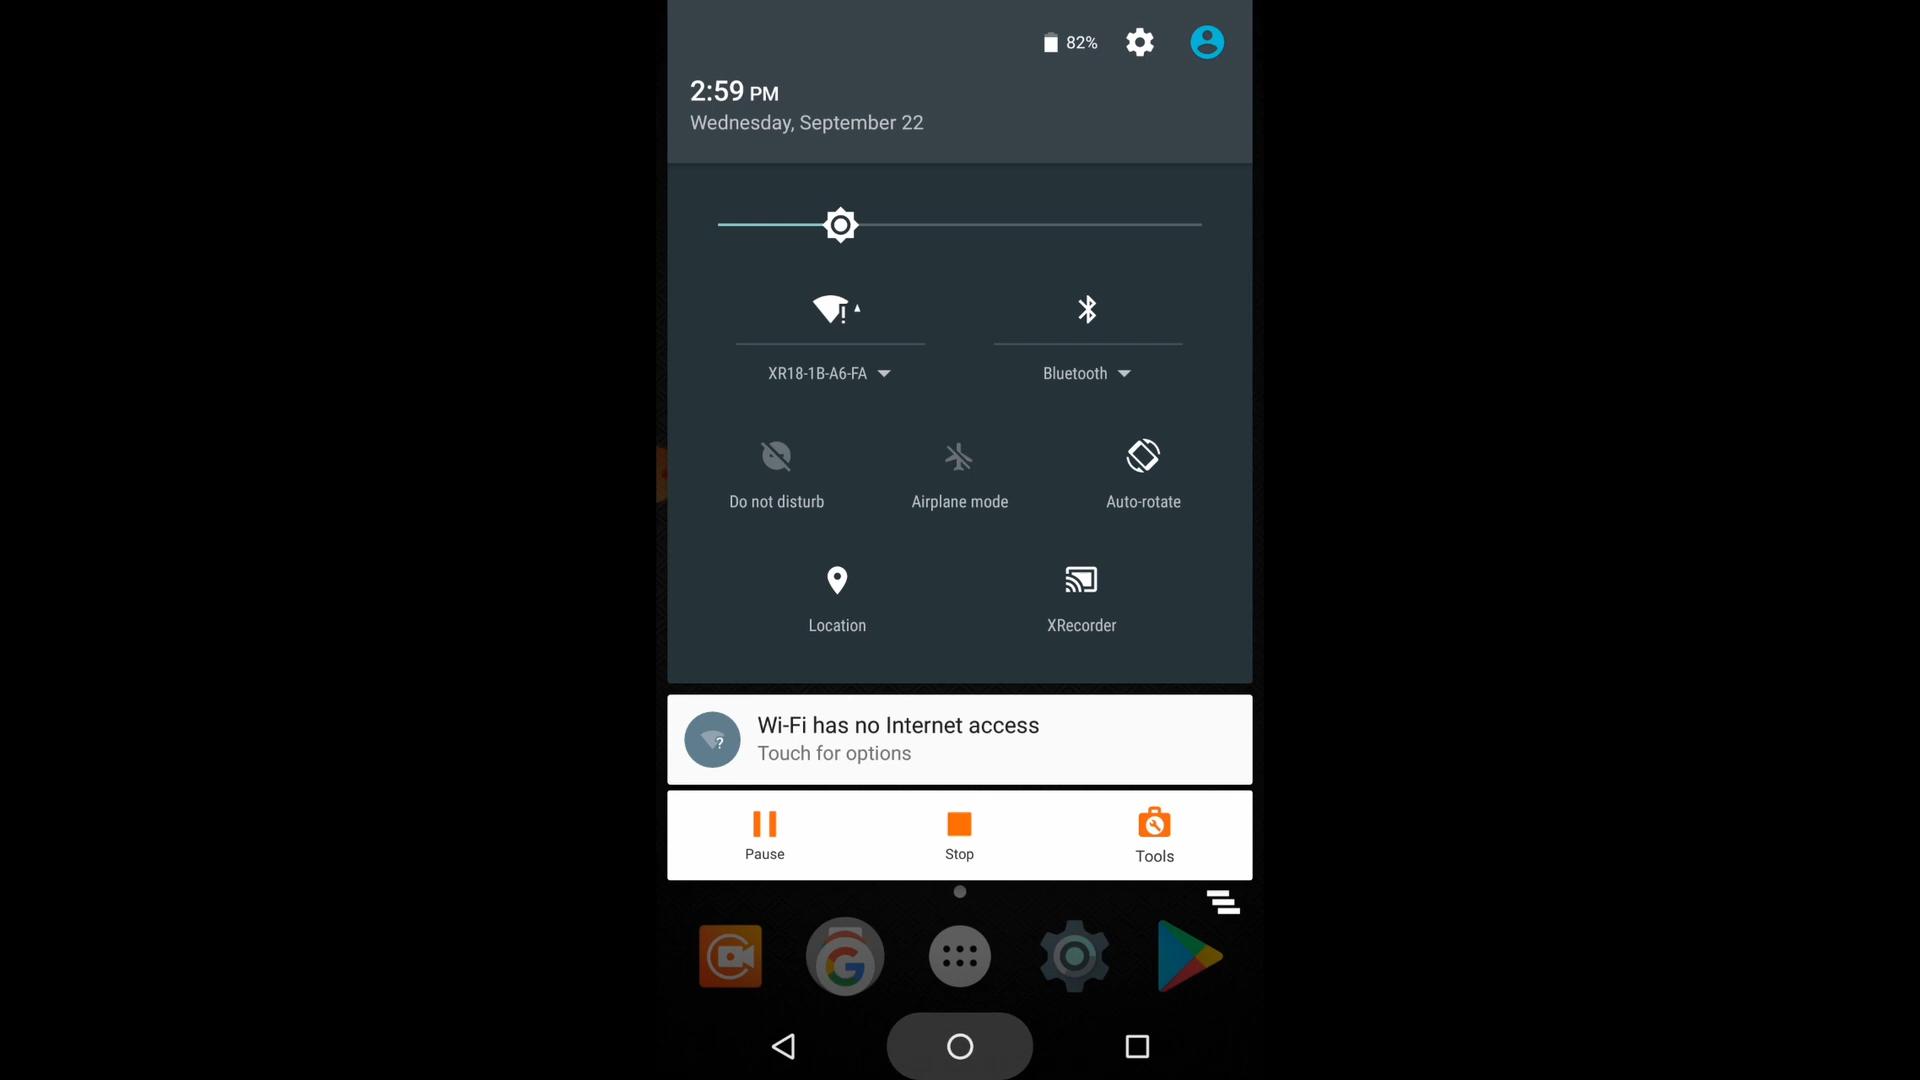 82%
2:59 PM
Wednesday, September 22
XR18-1B-A6-FA
Bluetooth
Do not disturb
Airplane mode
Auto-rotate
Location
XRecorder
Wi-Fi has no Internet access
Touch for options
Pause
Stop
Tools